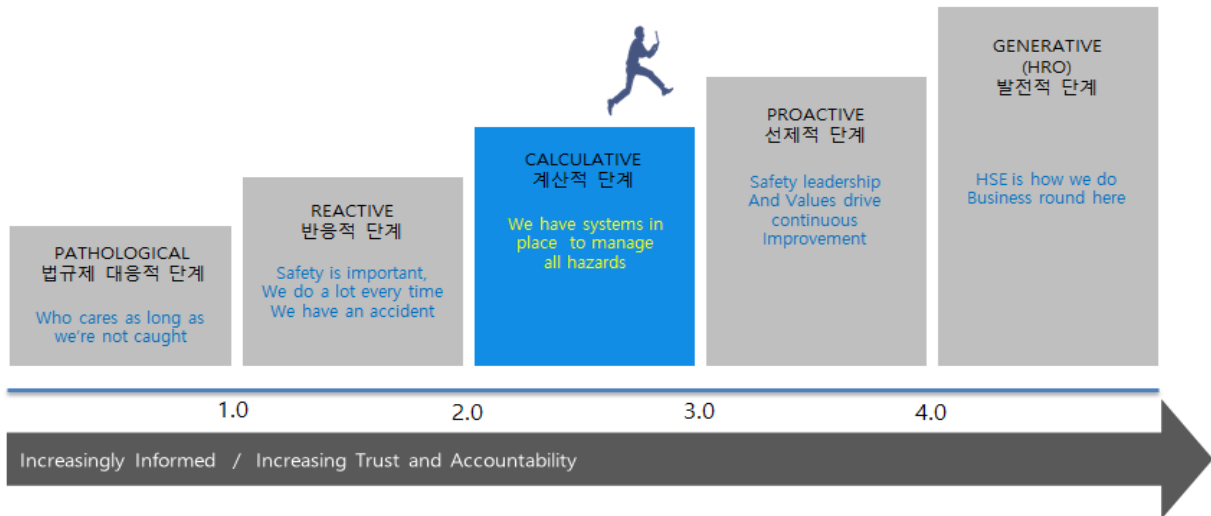 PATHOLOGICAL
법규제 대응적 단계
Who cares as long as
we're not caught
REACTIVE
반응적 단계
Safety is important,
We do a lot every time
We have an accident
CALCULATIVE
계산적 단계
We have systems in
place to manage
all hazards
PROACTIVE
선제적 단계
Safety leadership
And Values drive
continuous
Improvement
GENERATIVE
(HRO)
발전적 단계
HSE is how we do
Business round here
1.0
2.0
3.0
4.0
Increasingly Informed / Increasing Trust and Accountability